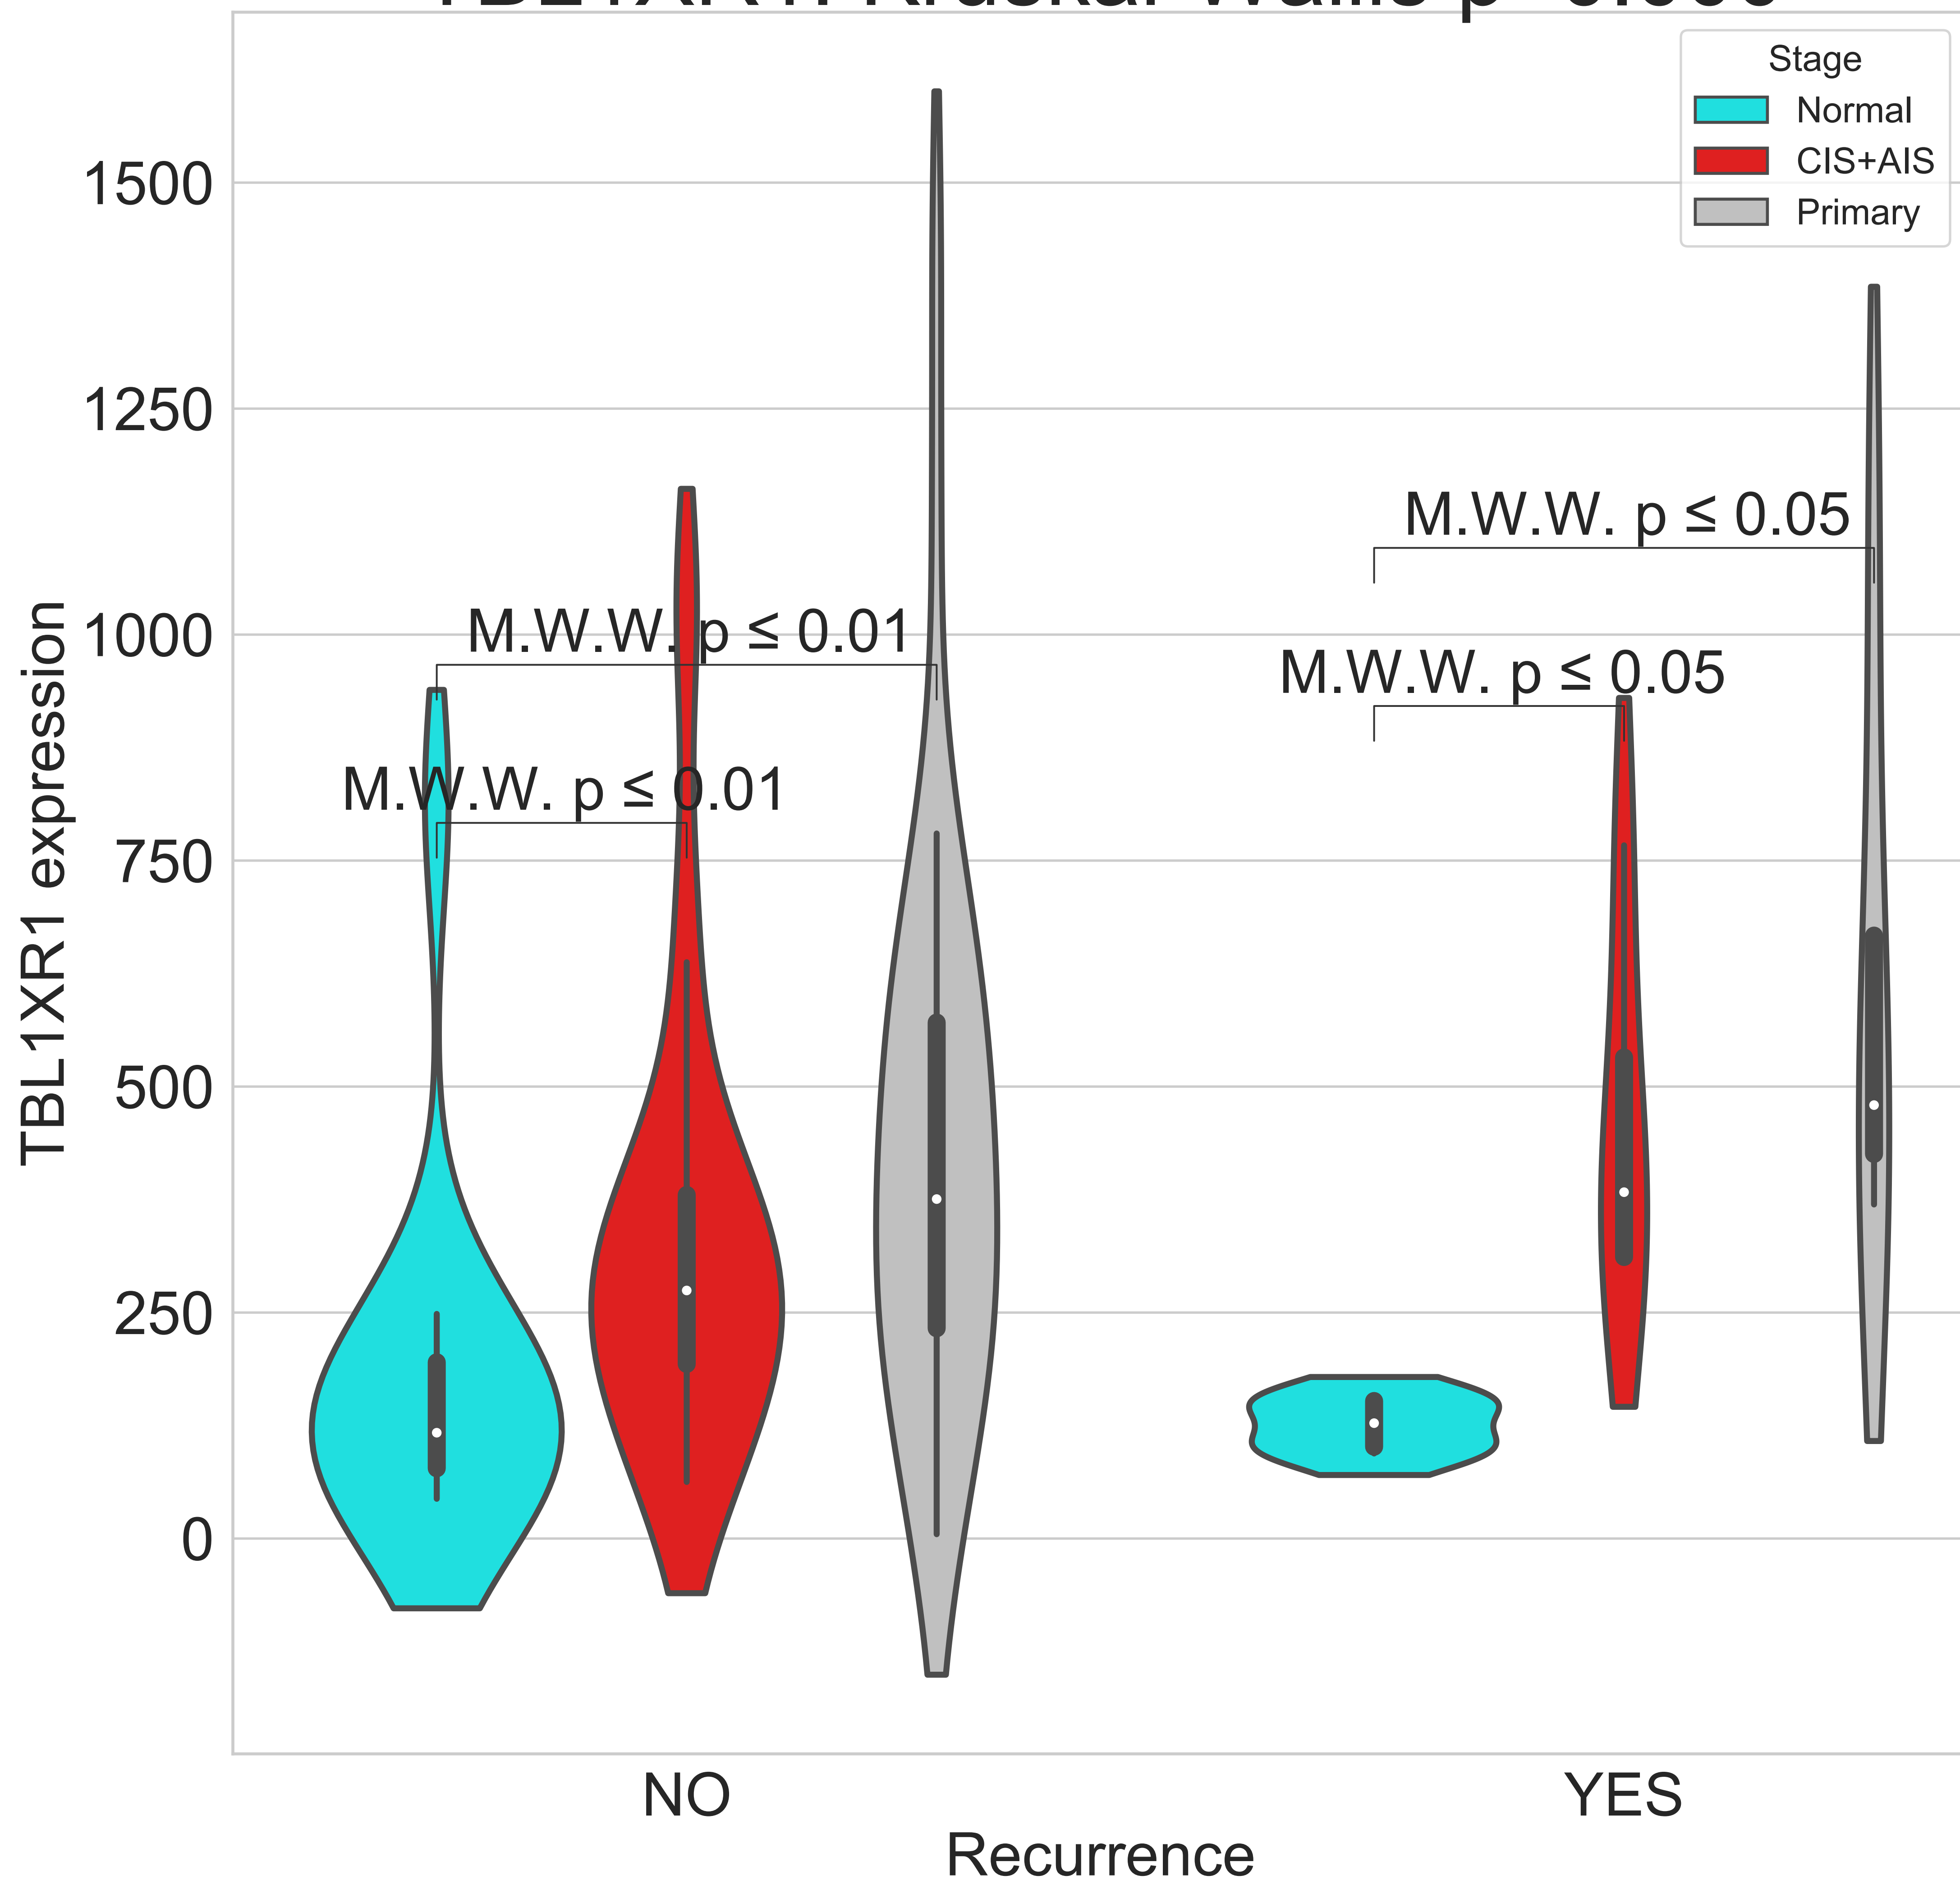 Stage
Normal
CIS+AIS
Primary
1500
1250
1000
750
500
250
0
TBL1XR1 expression
M.W.W. p ≤ 0.05
M.W.W. p ≤ 0.01
M.W.W. p ≤ 0.05
M.W.W. p ≤ 0.01
NO
YES
Recurrence